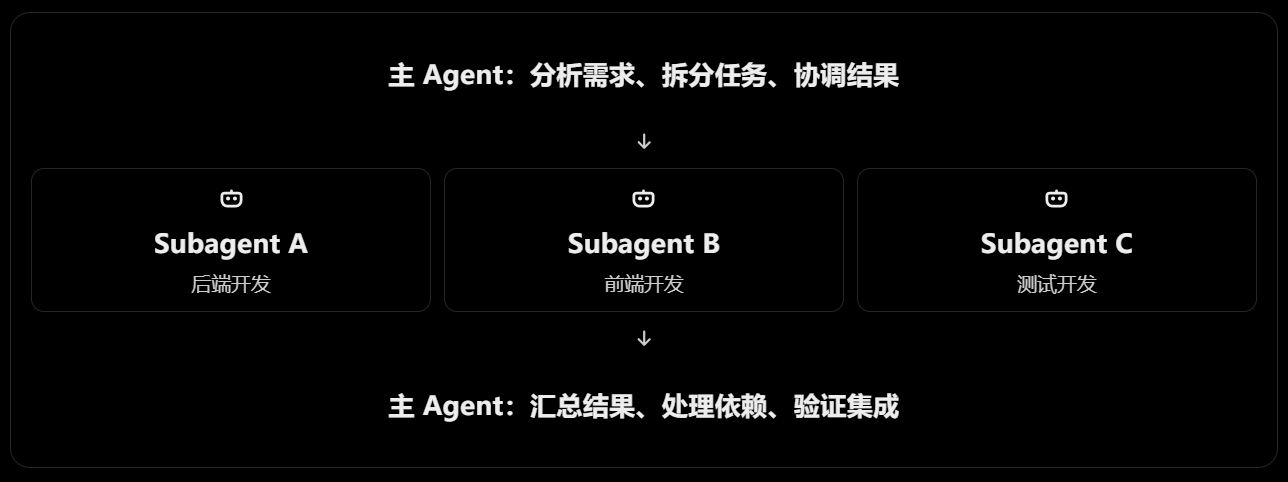 主 Agent：分析需求、拆分任务、协调结果
↓
Subagent A
后端开发
Subagent B
前端开发
Subagent C
测试开发
↓
主 Agent：汇总结果、处理依赖、验证集成